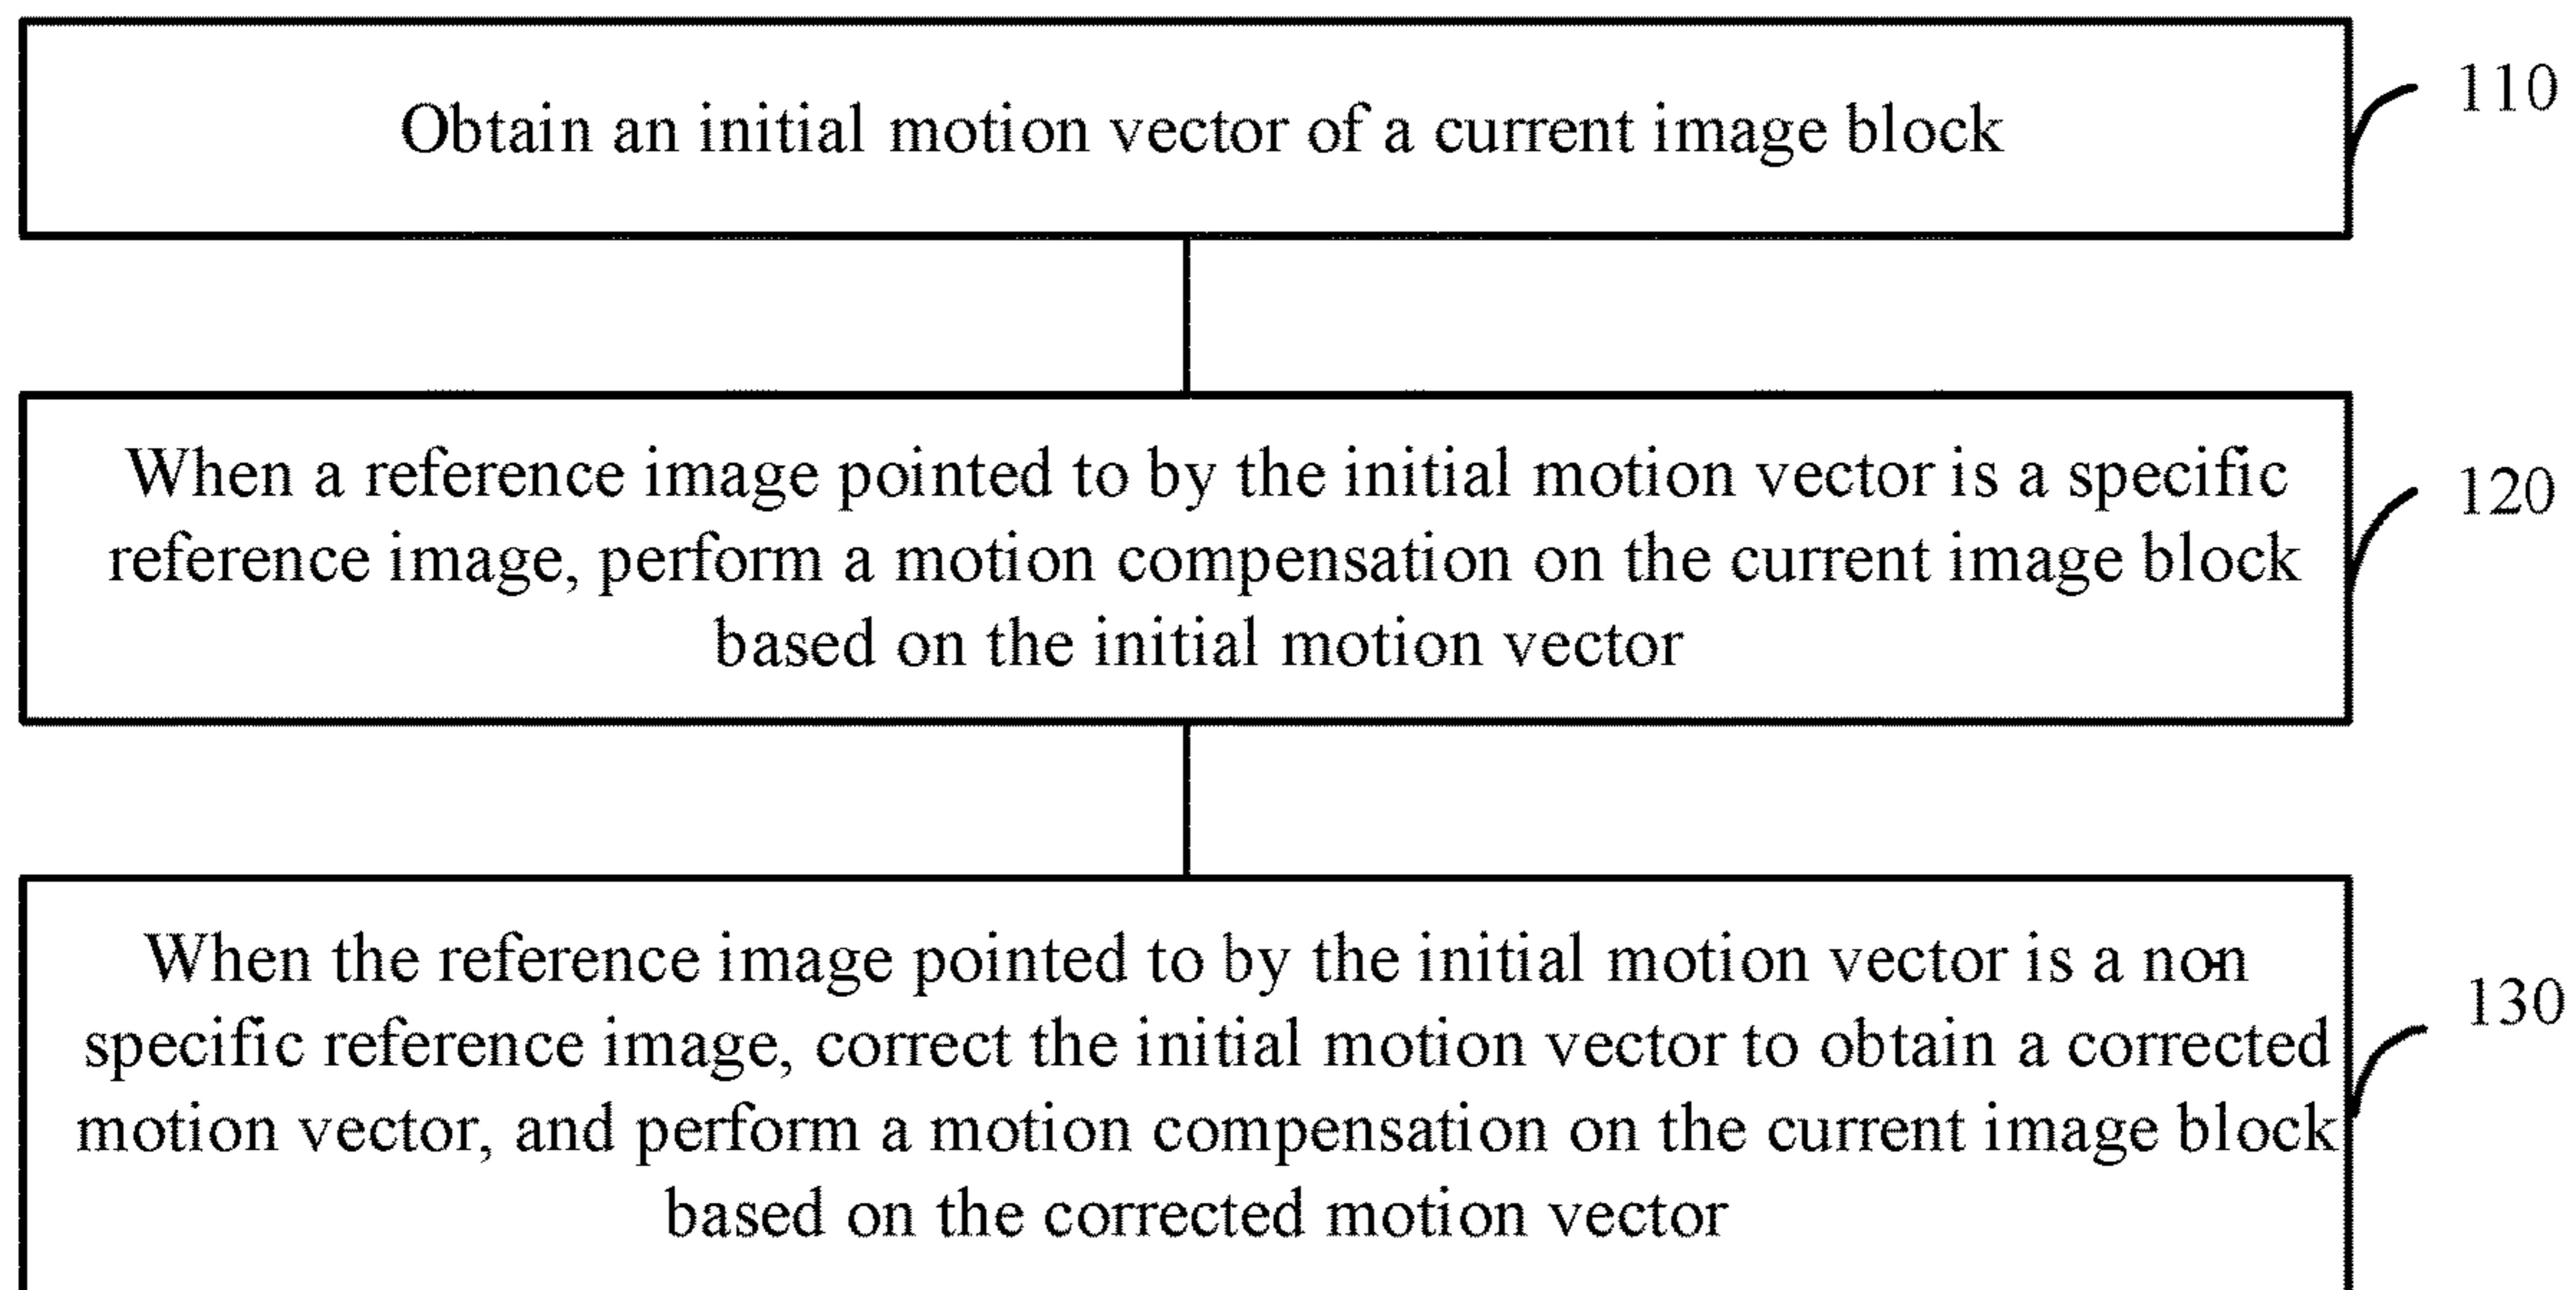 Obtain an initial motion vector of a current image block
110
When a reference image pointed to by the initial motion vector is a specific
reference image, perform a motion compensation on the current image block
based on the initial motion vector
120
When the reference image pointed to by the initial motion vector is a non
specific reference image, correct the initial motion vector to obtain a corrected
motion vector, and perform a motion compensation on the current image block
based on the corrected motion vector
130